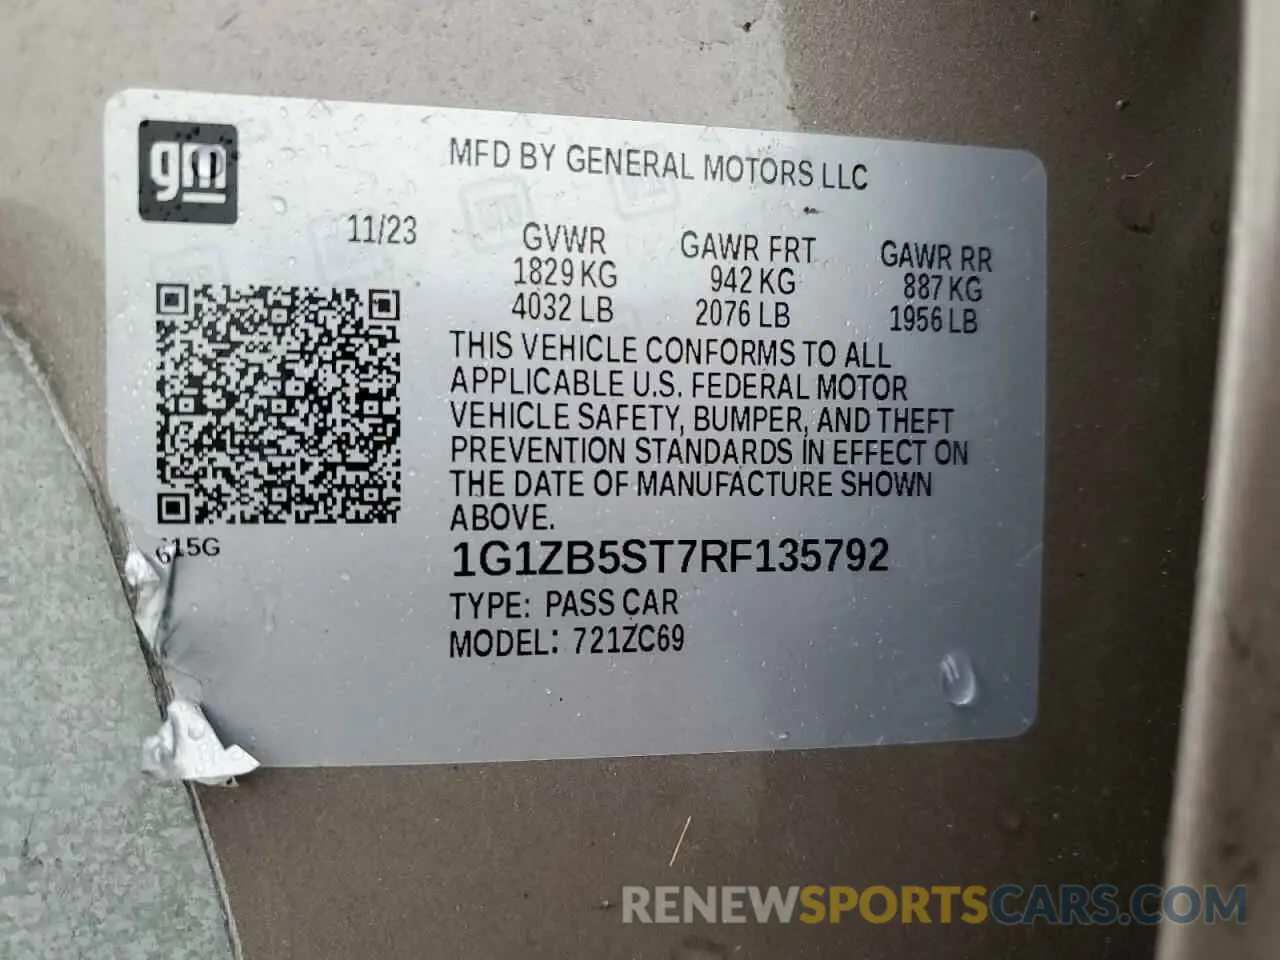 gm
MFD BY GENERAL MOTORS LLC
11/23
GVWR GAWR FRT GAWR RR
1829 KG 942 KG 887 KG
4032 LB 2076 LB 1956 LB
THIS VEHICLE CONFORMS TO ALL
APPLICABLE U.S. FEDERAL MOTOR
VEHICLE SAFETY, BUMPER, AND THEFT
PREVENTION STANDARDS IN EFFECT ON
THE DATE OF MANUFACTURE SHOWN
ABOVE.
615G
1G1ZB5ST7RF135792
TYPE: PASS CAR
MODEL: 721ZC69
RENEWSPORTSCARS.COM